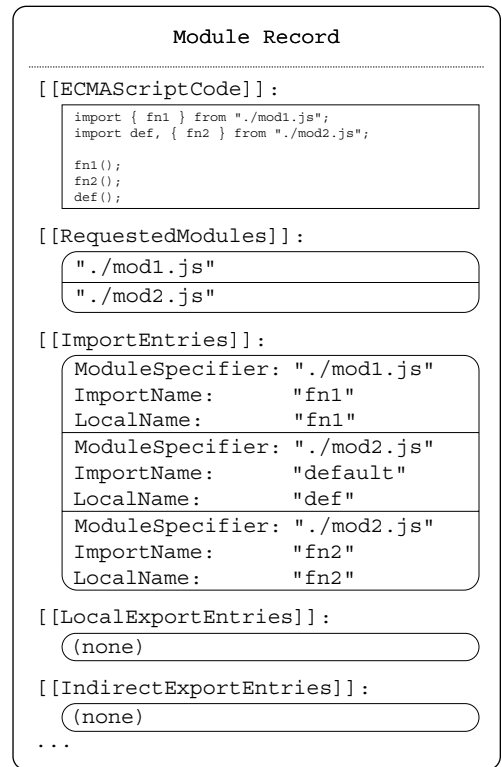 Module Record
[[ECMAScriptCode]]:
import { fn1 } from "./mod1.js";
import def, { fn2 } from "./mod2.js";
fn1();
fn2();
def();
[[RequestedModules]]:
"./mod1.js"
"./mod2.js"
[[ImportEntries]]:
ModuleSpecifier: "./mod1.js"
ImportName: "fn1"
LocalName: "fn1"
ModuleSpecifier: "./mod2.js"
ImportName: "default"
LocalName: "def"
ModuleSpecifier: "./mod2.js"
ImportName: "fn2"
LocalName: "fn2"
[[LocalExportEntries]]:
(none)
[[IndirectExportEntries]]:
(none)
...